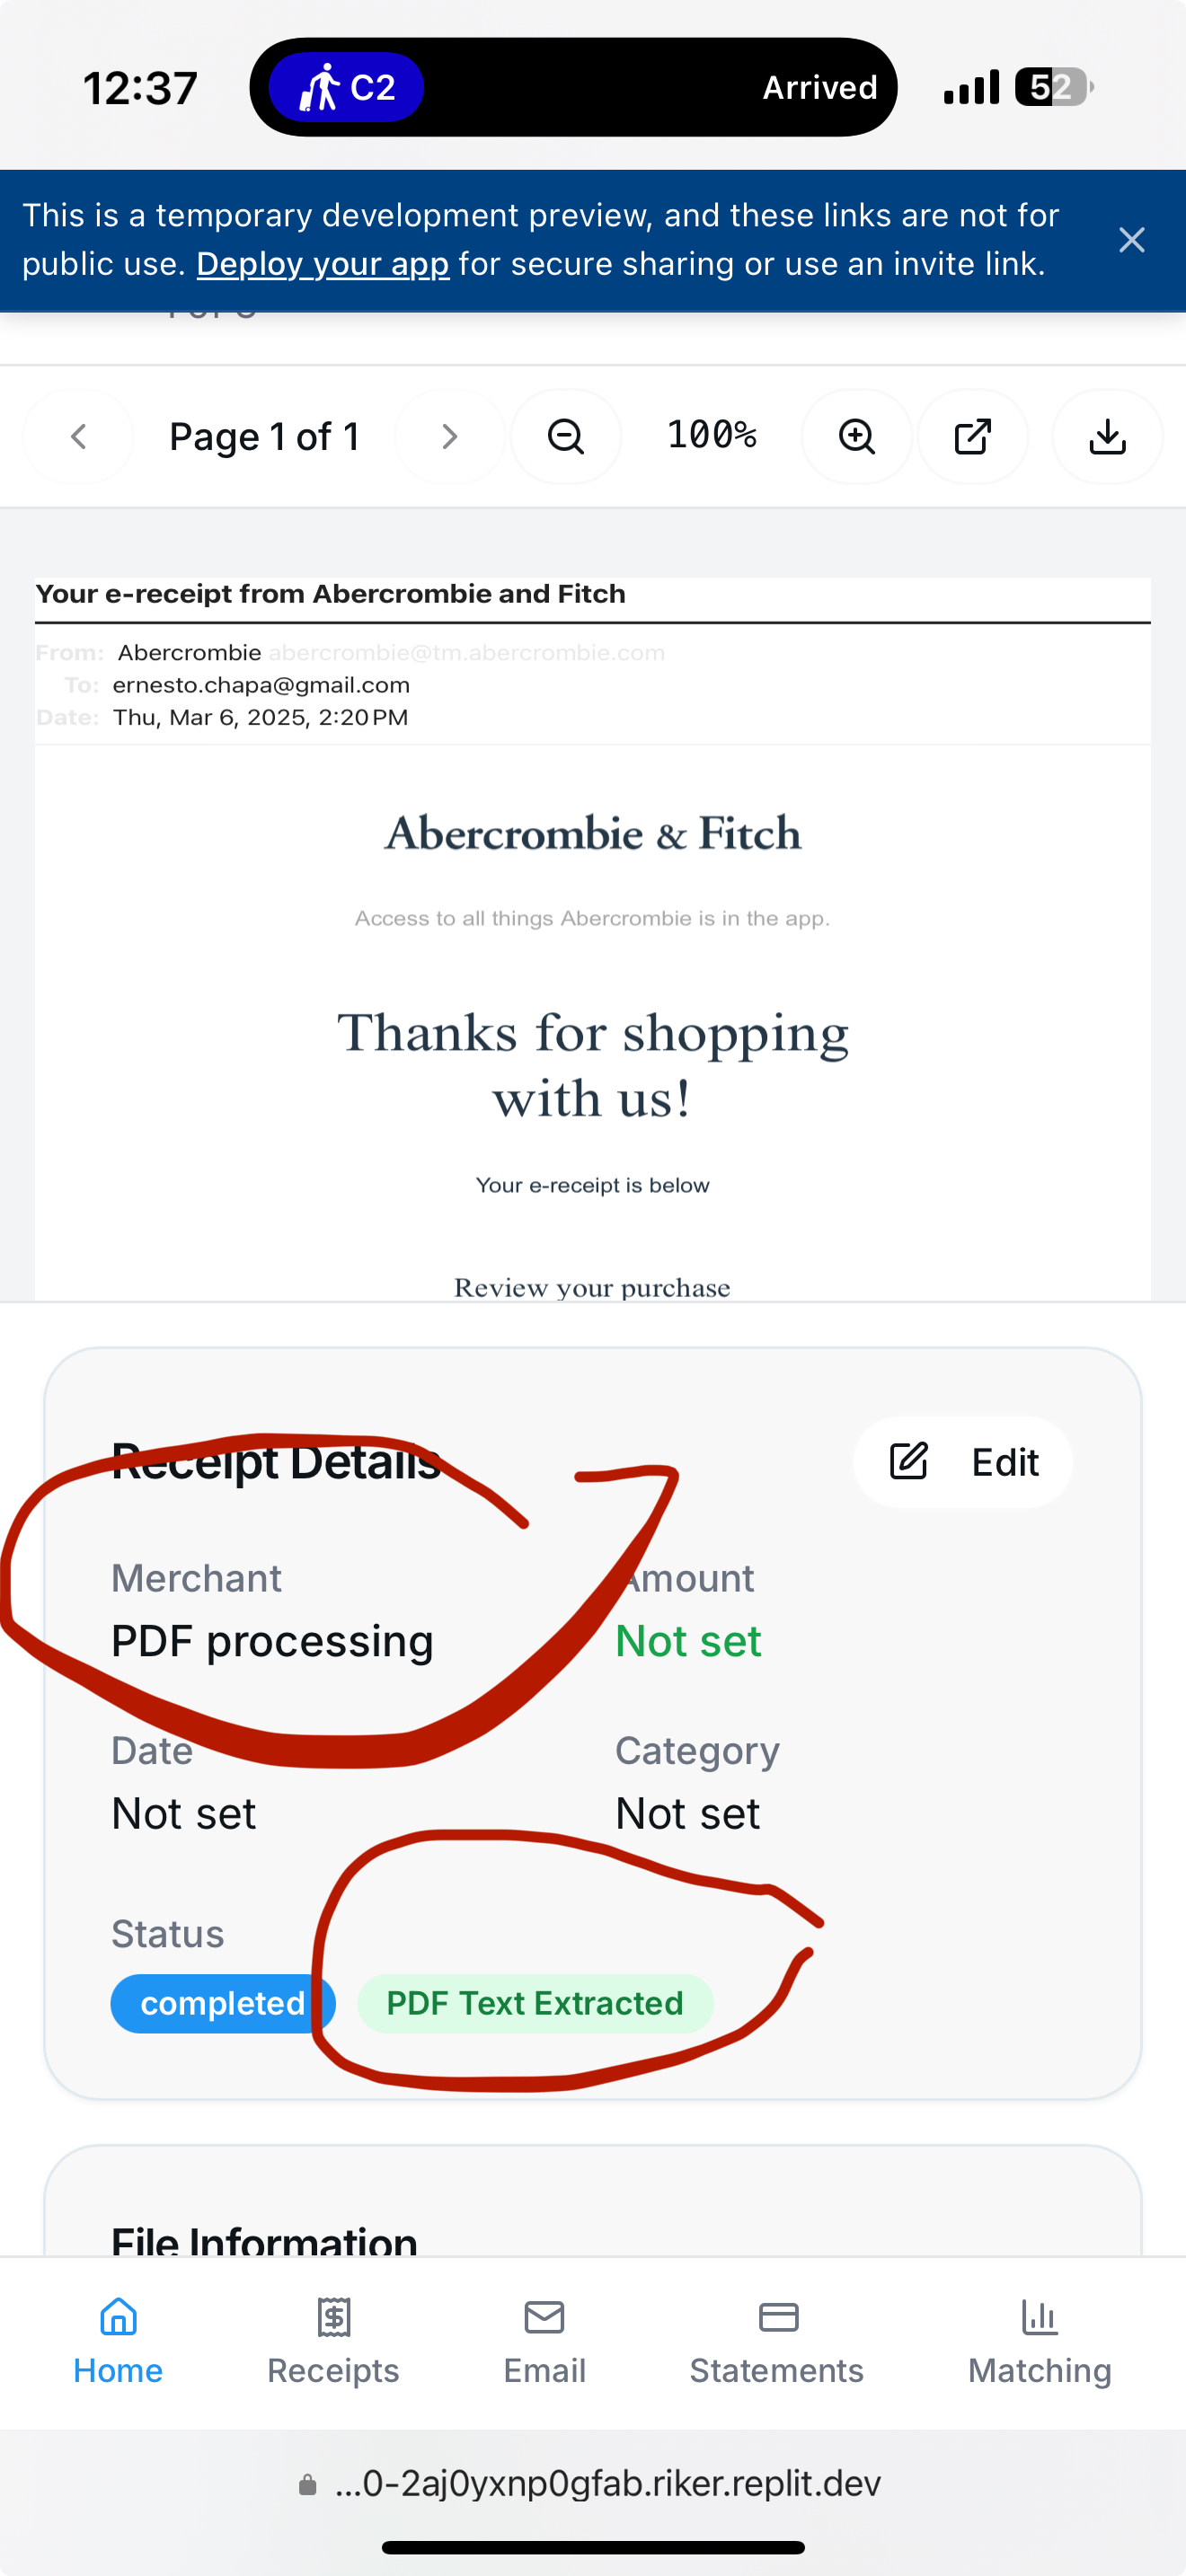 12:37
C2
Arrived
52
This is a temporary development preview, and these links are not for
public use. Deploy your app for secure sharing or use an invite link.
Page 1 of 1
100%
Your e-receipt from Abercrombie and Fitch
From: Abercrombie abercrombie@tm.abercrombie.com
To: ernesto.chapa@gmail.com
Date: Thu, Mar 6, 2025, 2:20 PM
Abercrombie & Fitch
Access to all things Abercrombie is in the app.
Thanks for shopping
with us!
Your e-receipt is below
Review your purchase
Receipt Details
Edit
Merchant
Amount
PDF processing
Not set
Date
Category
Not set
Not set
Status
completed
PDF Text Extracted
File Information
Home
Receipts
Email
Statements
Matching
...0-2aj0yxnp0gfab.riker.replit.dev